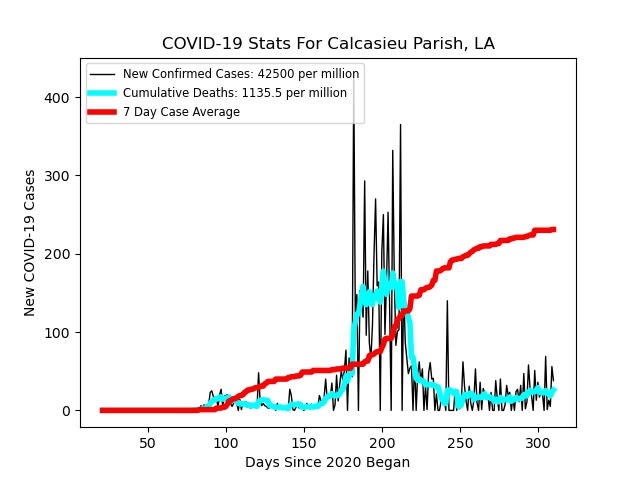 COVID-19 Stats For Calcasieu Parish, LA
New Confirmed Cases: 42500 per million
Cumulative Deaths: 1135.5 per million
7 Day Case Average
400
300
200
100
0
New COVID-19 Cases
50 100 150 200 250 300
Days Since 2020 Began